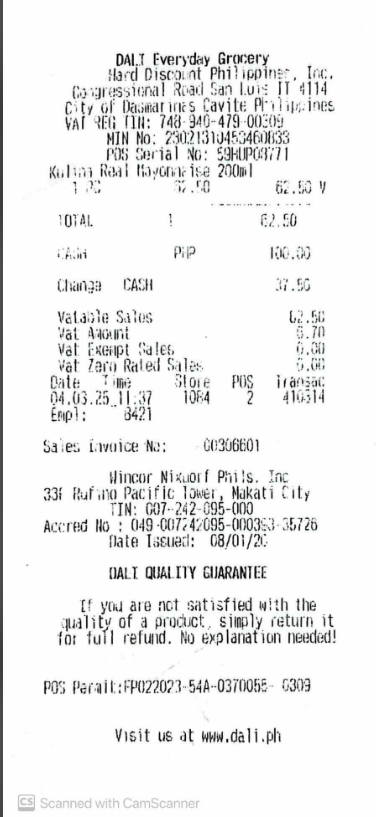 DALI Everyday Grocery
Hard Discount Philippines, Inc.
Congressional Road San Luis IT 4114
City of Dasmarinas Cavite Philippines
VAT REG TIN: 748-940-479-00309
MIN No: 23021310453460833
POS Serial No: 59HUP08771
Kulina Real Mayonnaise 200ml
1 PC 62.50 62.50 V
TOTAL 1 62.50
CASH PHP 100.00
Change CASH 37.50
Vatable Sales 62.50
Vat Amount 6.70
Vat Exempt Sales 0.00
Vat Zero Rated Sales 0.00
Date Time Store POS Transac
04.03.25 11:37 1084 2 410514
Empl: 8421
Sales Invoice No: 00306601
Wincor Nixdorf Phils. Inc
33F Rufino Pacific Tower, Makati City
TIN: 007-242-095-000
Accred No : 049-007242095-000393-35726
Date Issued: 08/01/20
DALI QUALITY GUARANTEE
If you are not satisfied with the
quality of a product, simply return it
for full refund. No explanation needed!
POS Permit:FP022023-54A-0370055- 0309
Visit us at www.dali.ph
CS Scanned with CamScanner